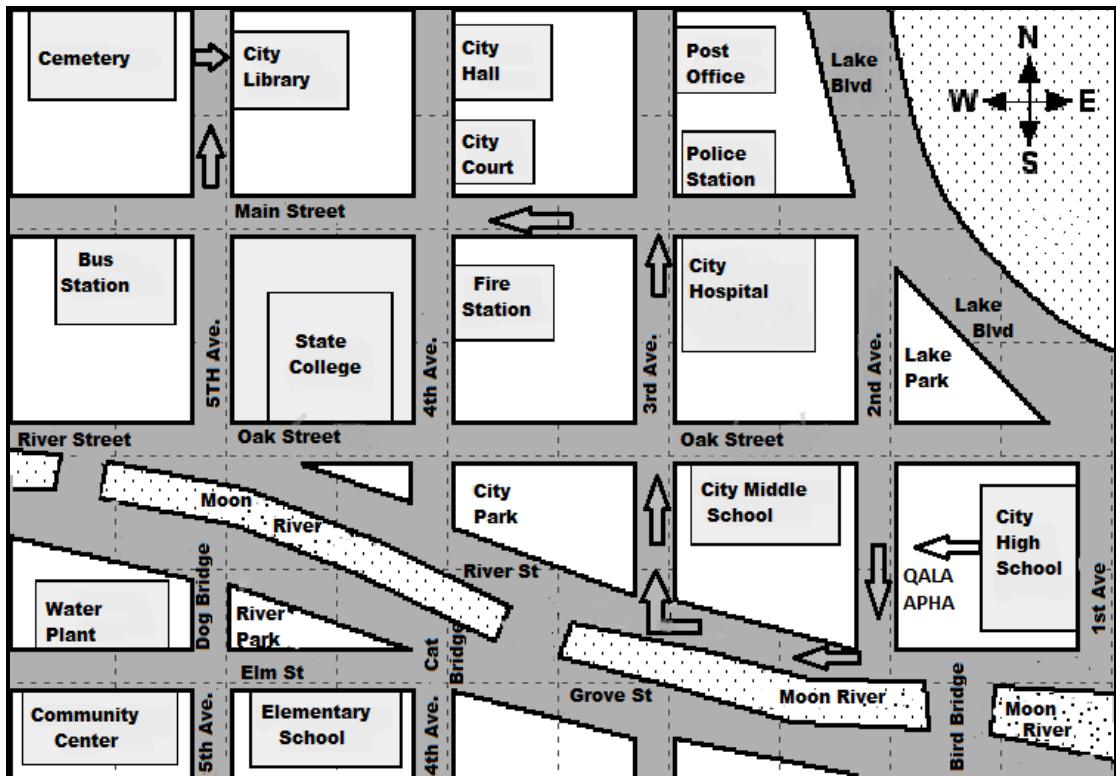 Cemetery
City
Library
City
Hall
Post
Office
Lake
Blvd
N
W
E
S
City
Court
Police
Station
Main Street
Bus
Station
State
College
Fire
Station
City
Hospital
Lake
Blvd
Lake
Park
5TH Ave.
4th Ave.
3rd Ave.
2nd Ave.
River Street
Oak Street
Oak Street
Moon
River
City
Park
City Middle
School
City
High
School
QALA
APHA
1st Ave
River St
Dog Bridge
Water
Plant
River
Park
Cat
Bridge
Elm St
Grove St
Moon River
Bird Bridge
Moon
River
Community
Center
5th Ave.
Elementary
School
4th Ave.